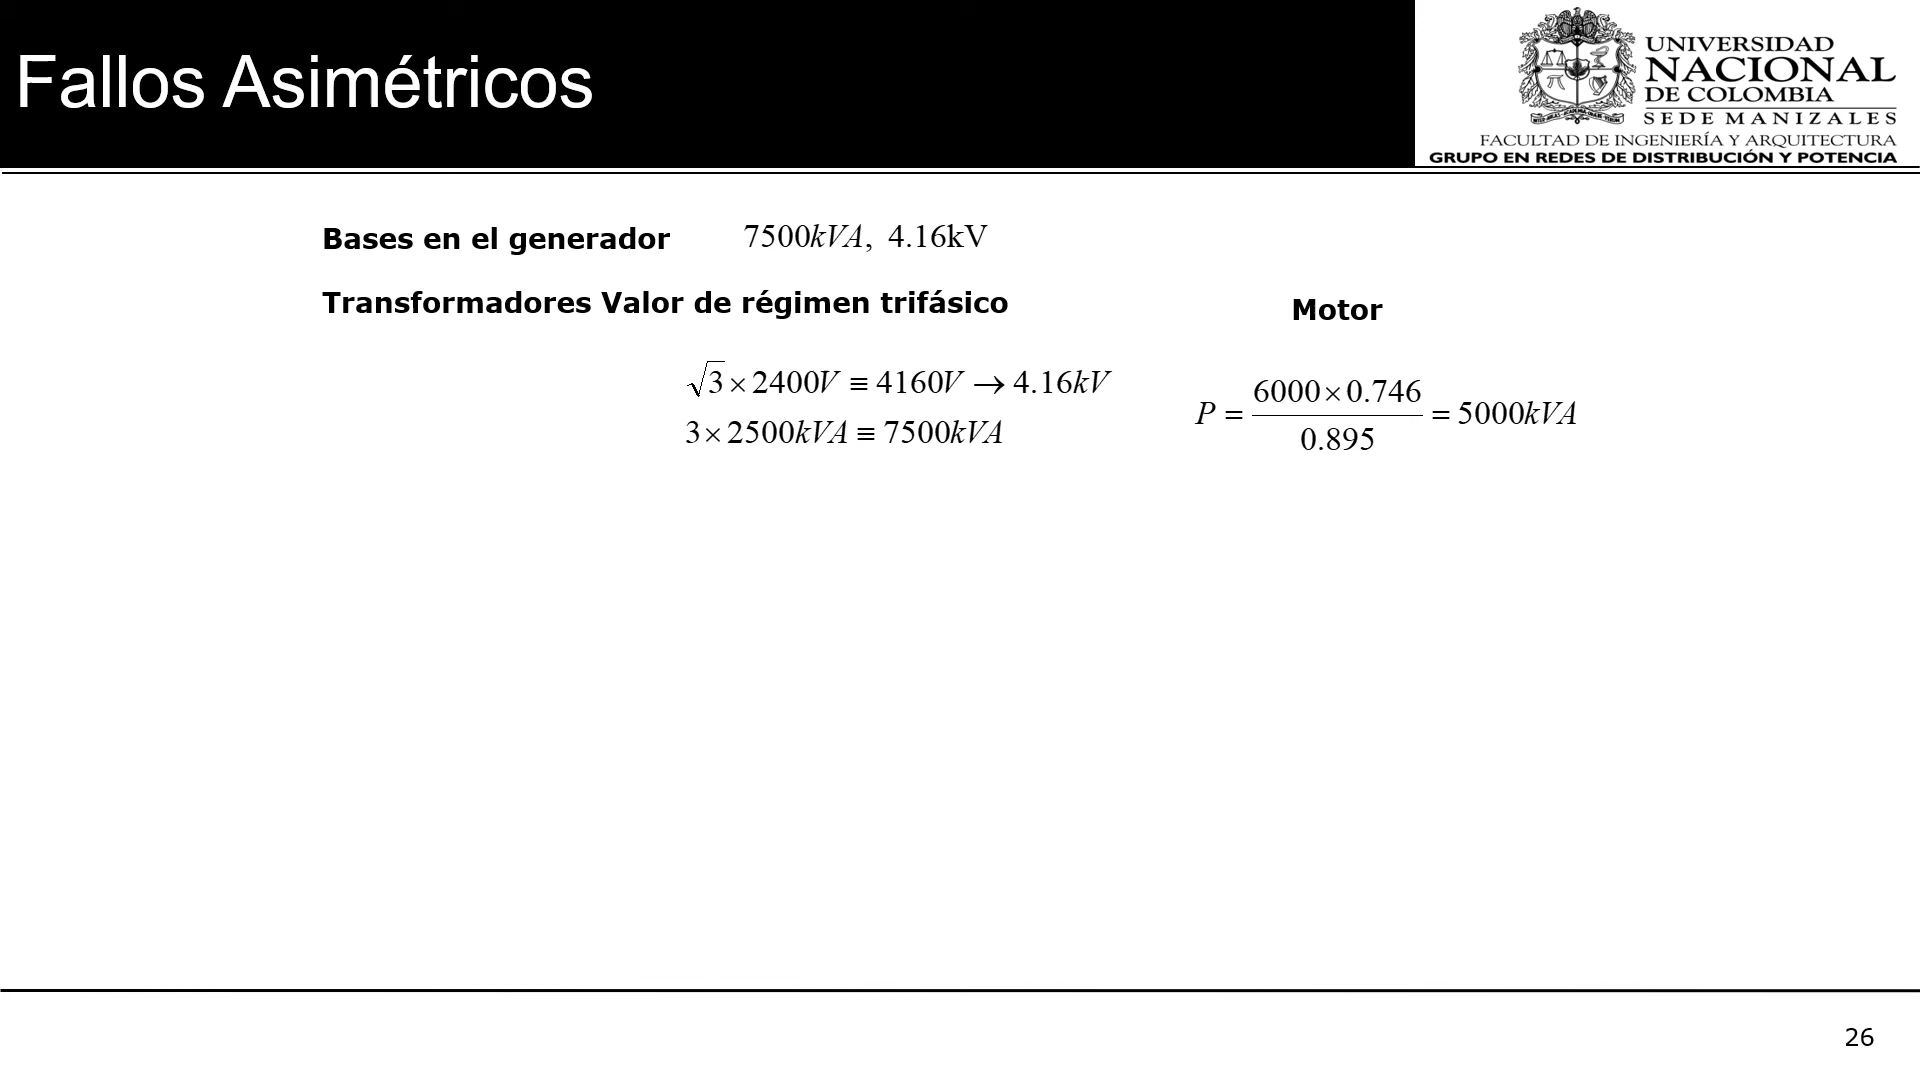 Fallos Asimétricos
UNIVERSIDAD
NACIONAL
DE COLOMBIA
SEDE MANIZALES
FACULTAD DE INGENIERÍA Y ARQUITECTURA
GRUPO EN REDES DE DISTRIBUCIÓN Y POTENCIA
Bases en el generador 7500kVA, 4.16kV
Transformadores Valor de régimen trifásico
√3 × 2400V ≡ 4160V → 4.16kV
3 × 2500kVA ≡ 7500kVA
Motor
P = 6000 × 0.746 / 0.895 = 5000kVA
26